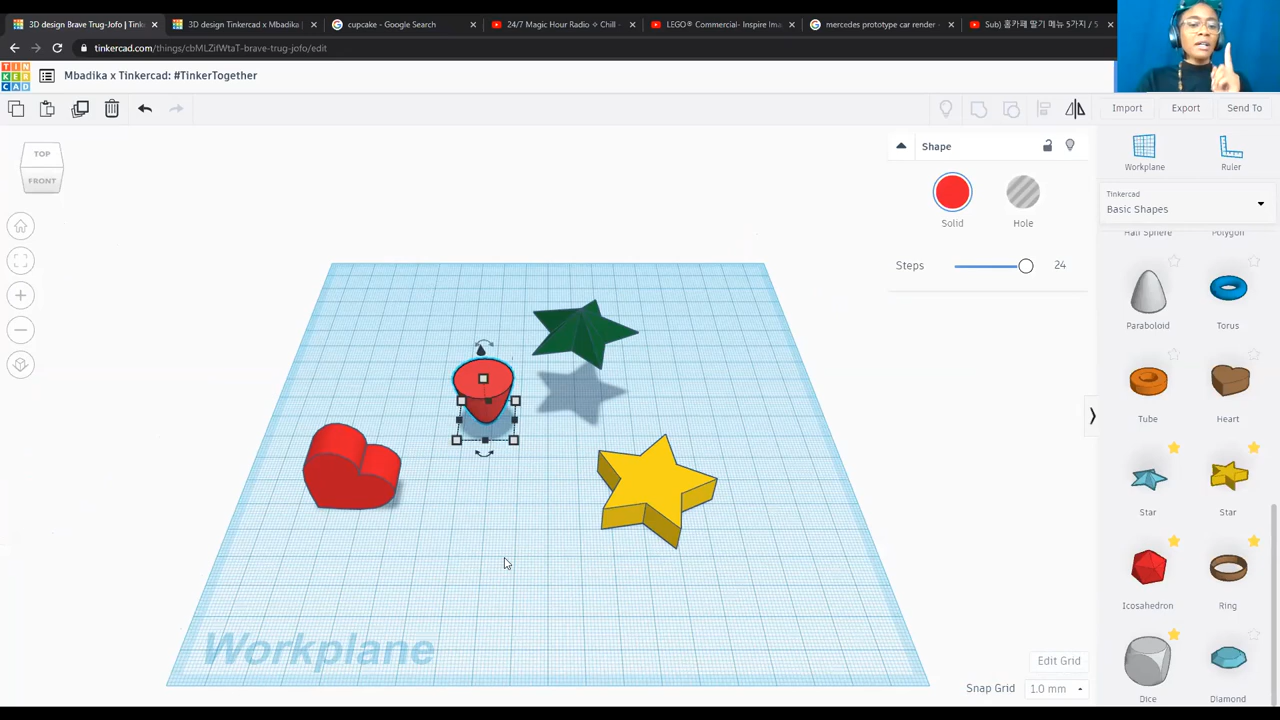 3D design Brave Trug-Jofo | Tink
3D design Tinkercad x Mbadika |
cupcake - Google Search
24/7 Magic Hour Radio ✧ Chill -
LEGO® Commercial- Inspire Ima
mercedes prototype car render -
Sub) 홈카페 딸기 메뉴 5가지 / 5
tinkercad.com/things/cbMLZifWtaT-brave-trug-jofo/edit
TIN
KER
CAD
Mbadika x Tinkercad: #TinkerTogether
Import
Export
Send To
TOP
FRONT
Shape
Solid
Hole
Steps
24
Workplane
Ruler
Tinkercad
Basic Shapes
Half Sphere
Polygon
Paraboloid
Torus
Tube
Heart
Star
Star
Icosahedron
Ring
Dice
Diamond
Workplane
Edit Grid
Snap Grid
1.0 mm